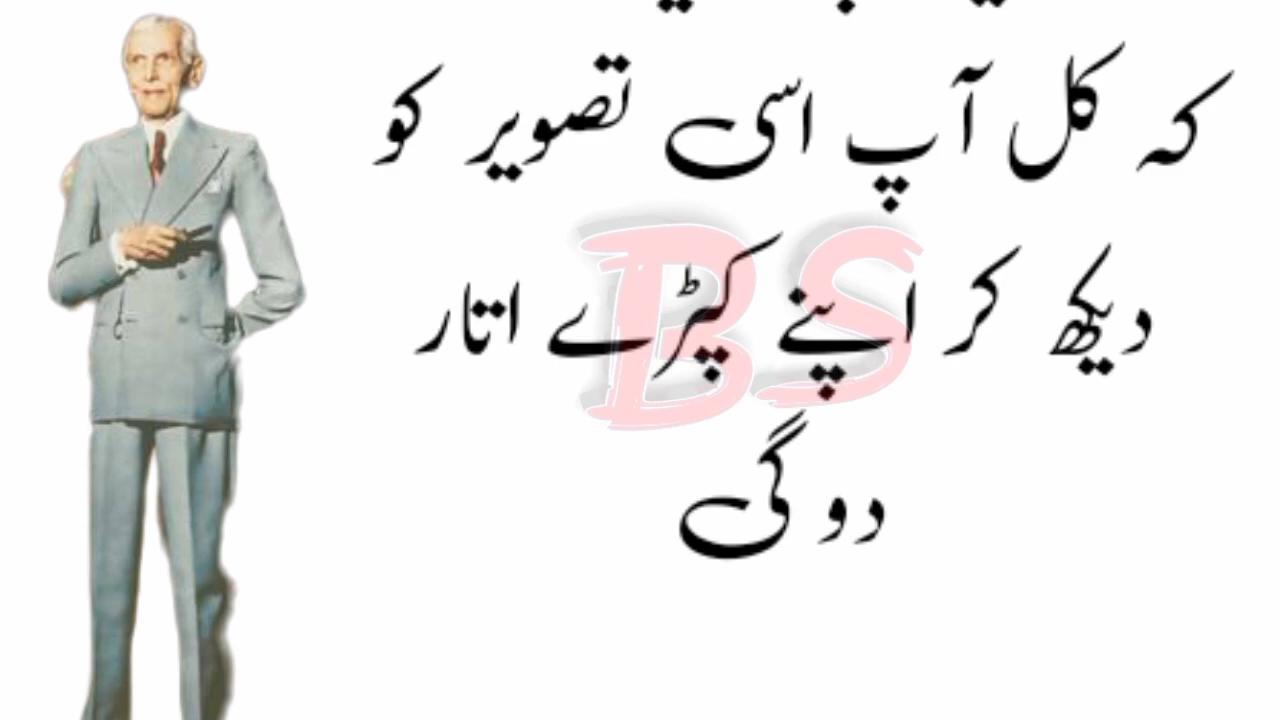 کہ کل آپ اسی تصویر کو
دیکھ کر اپنے کپڑے اتار
دو گی
BS